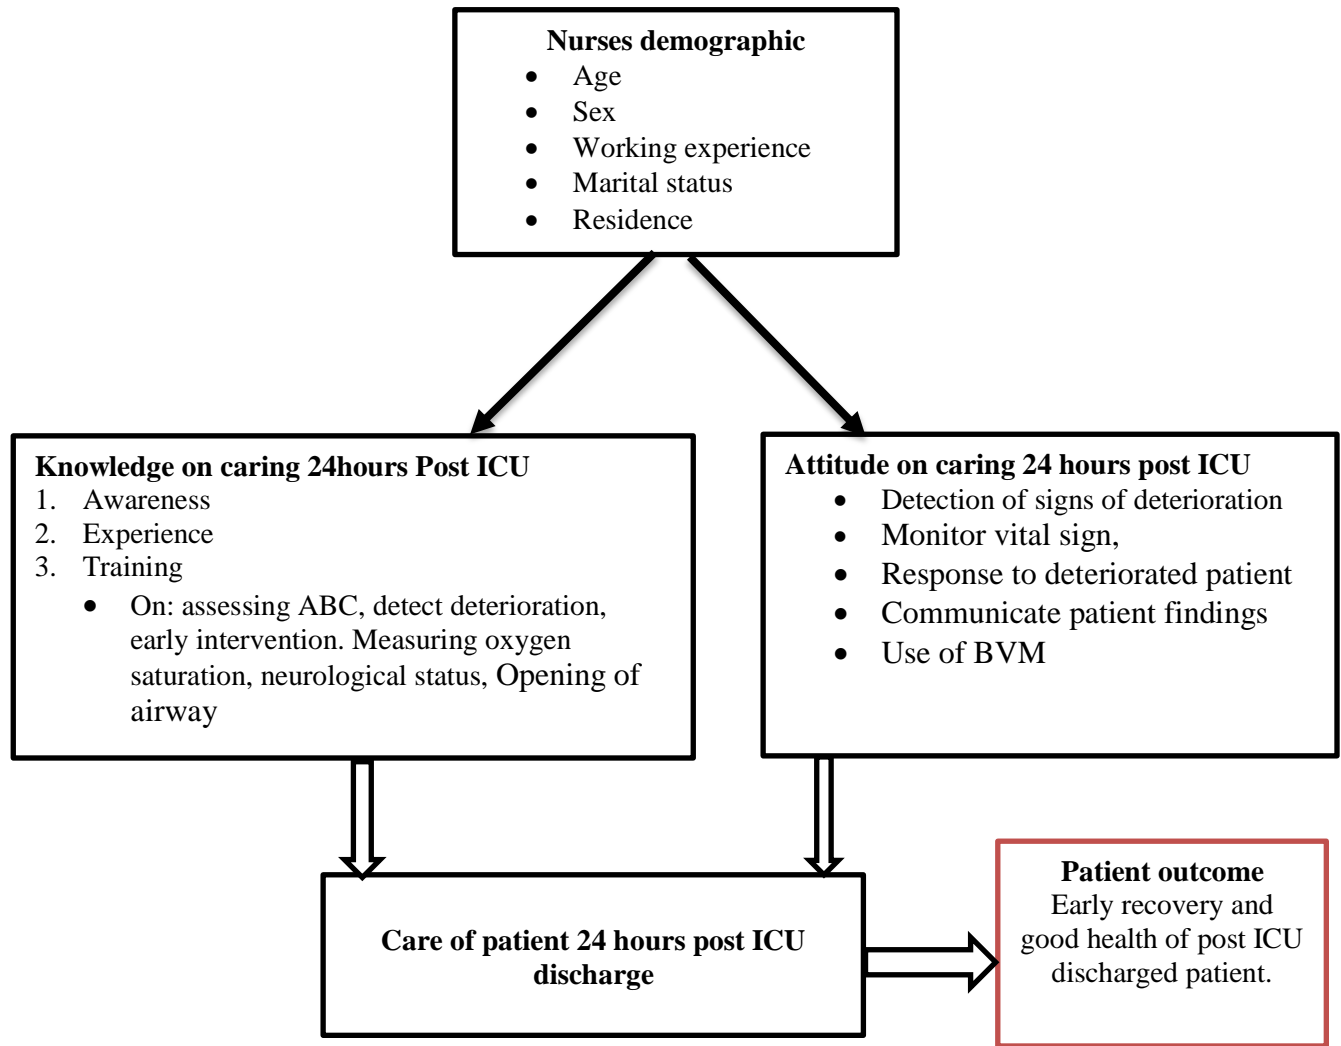 Nurses demographic
• Age
• Sex
• Working experience
• Marital status
• Residence
Knowledge on caring 24hours Post ICU
1. Awareness
2. Experience
3. Training
• On: assessing ABC, detect deterioration,
early intervention. Measuring oxygen
saturation, neurological status, Opening of
airway
Attitude on caring 24 hours post ICU
• Detection of signs of deterioration
• Monitor vital sign,
• Response to deteriorated patient
• Communicate patient findings
• Use of BVM
Care of patient 24 hours post ICU
discharge
Patient outcome
Early recovery and
good health of post ICU
discharged patient.